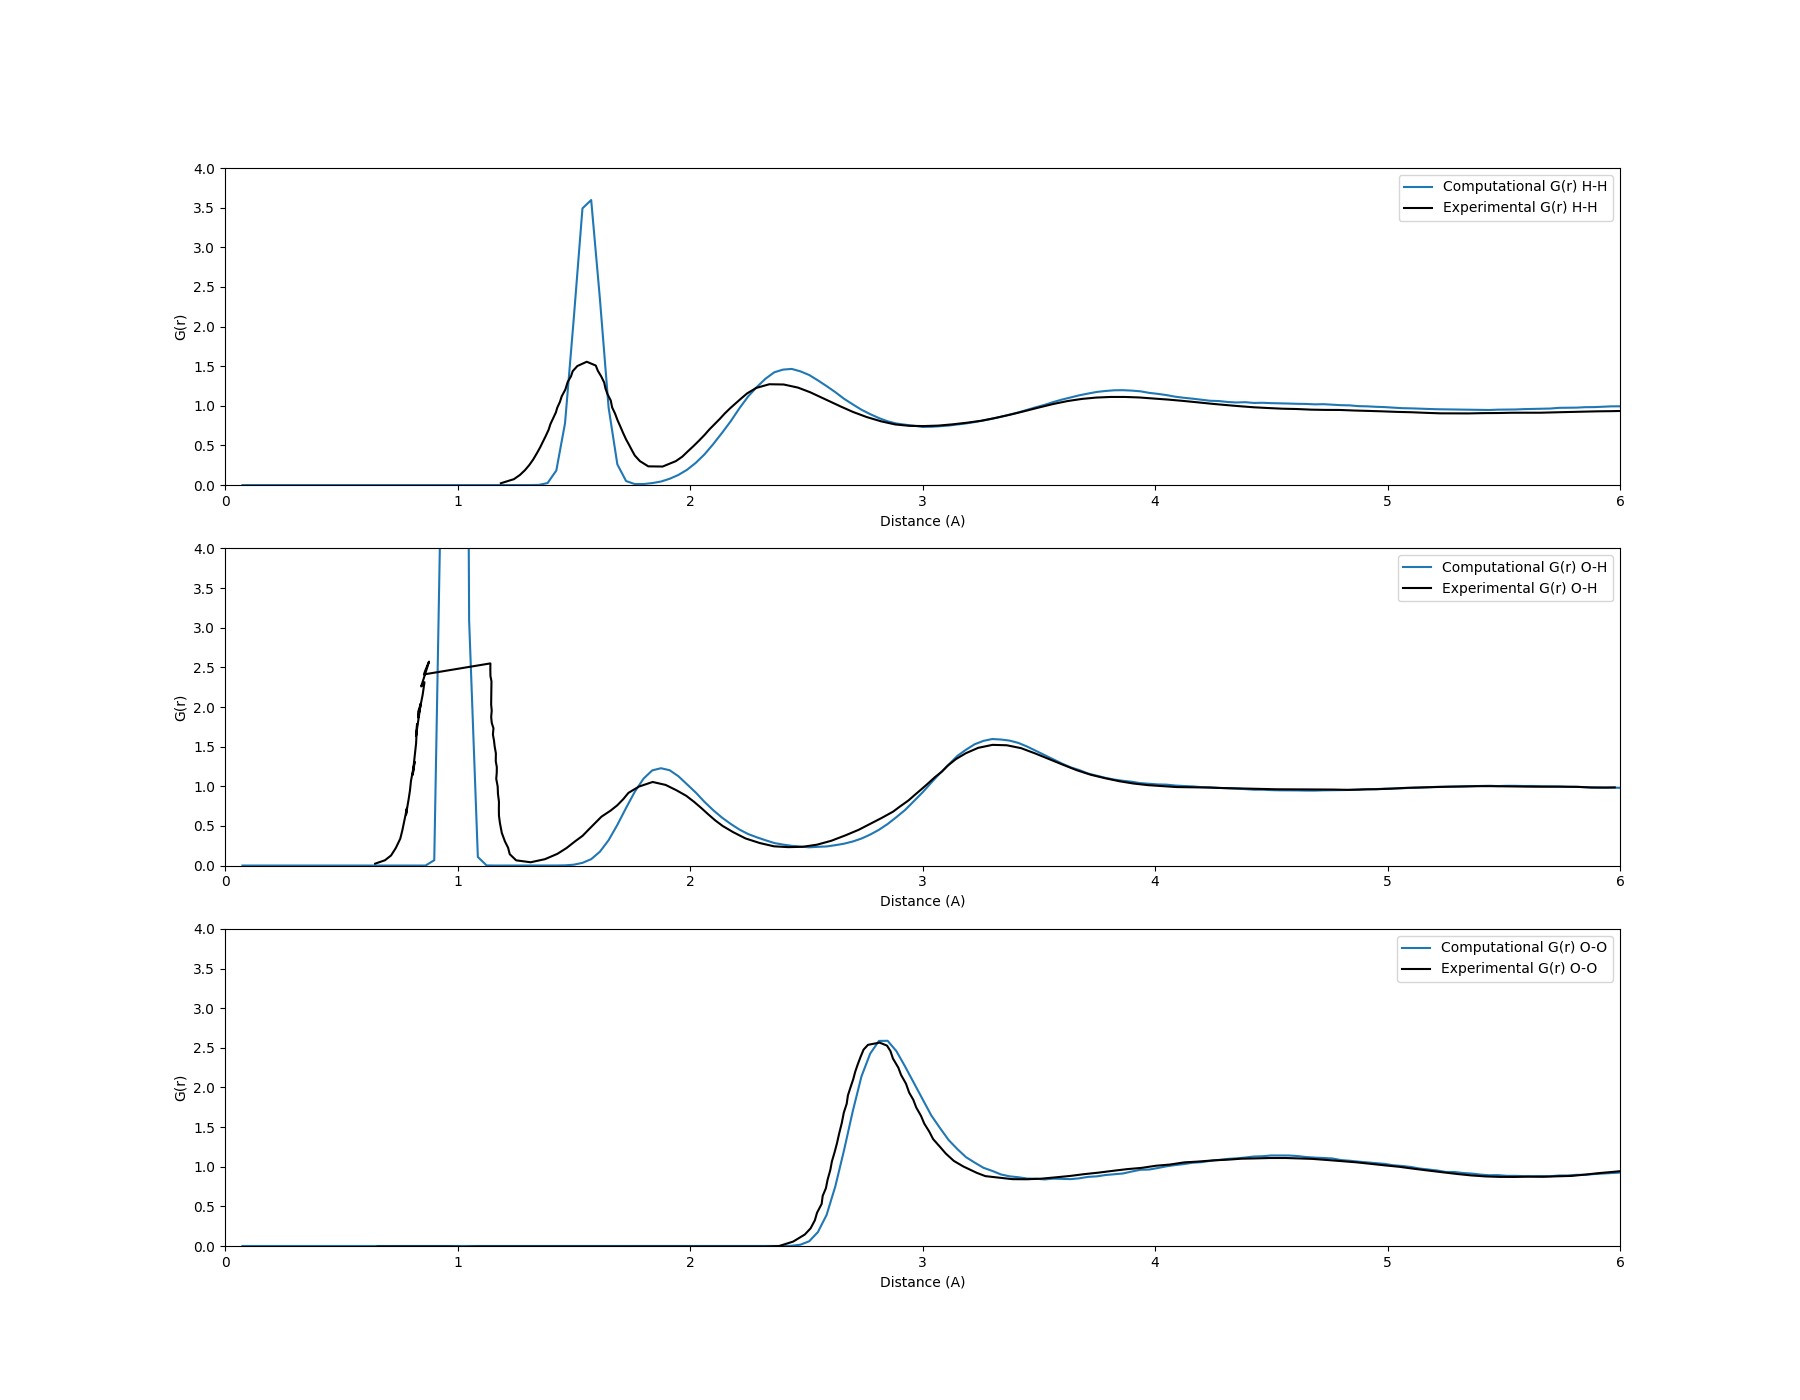 4.0
3.5
3.0
2.5
2.0
1.5
1.0
0.5
0.0
G(r)
Computational G(r) H-H
Experimental G(r) H-H
0 1 2 3 4 5 6
Distance (A)
4.0
3.5
3.0
2.5
2.0
1.5
1.0
0.5
0.0
G(r)
Computational G(r) O-H
Experimental G(r) O-H
0 1 2 3 4 5 6
Distance (A)
4.0
3.5
3.0
2.5
2.0
1.5
1.0
0.5
0.0
G(r)
Computational G(r) O-O
Experimental G(r) O-O
0 1 2 3 4 5 6
Distance (A)